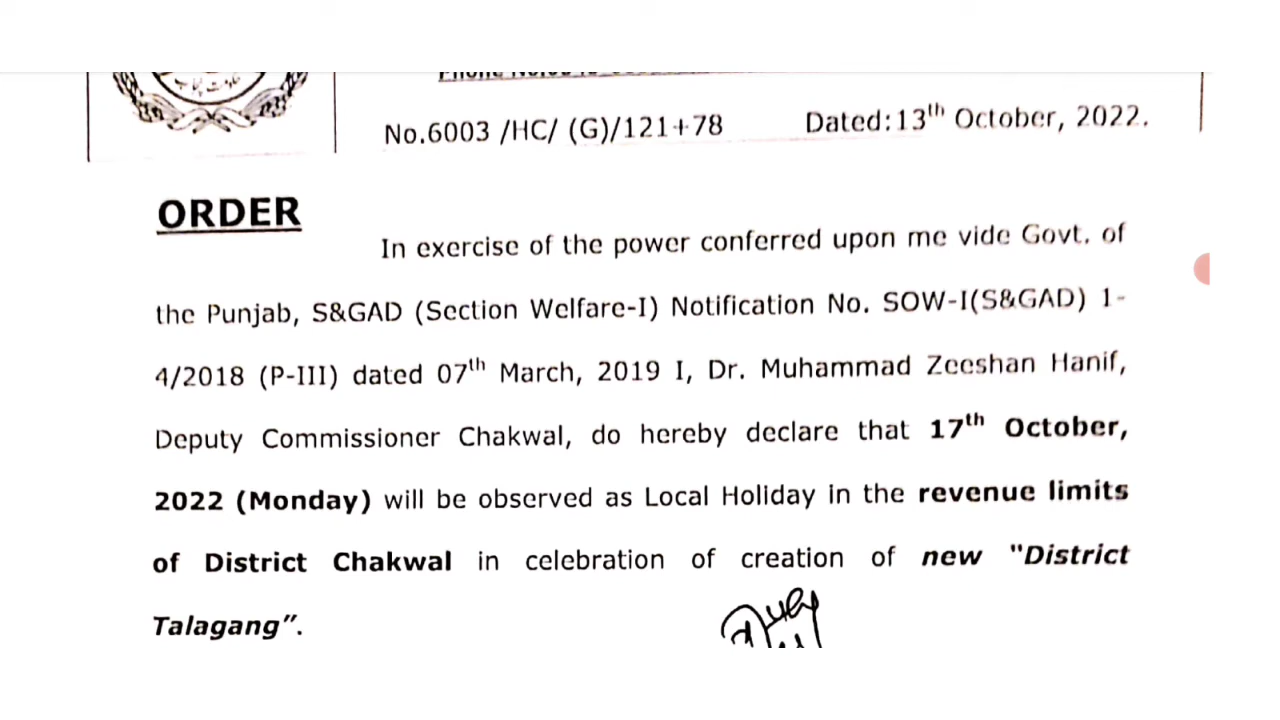 No.6003 /HC/ (G)/121+78 Dated:13th October, 2022.
ORDER
In exercise of the power conferred upon me vide Govt. of
the Punjab, S&GAD (Section Welfare-I) Notification No. SOW-I(S&GAD) 1-
4/2018 (P-III) dated 07th March, 2019 I, Dr. Muhammad Zeeshan Hanif,
Deputy Commissioner Chakwal, do hereby declare that 17th October,
2022 (Monday) will be observed as Local Holiday in the revenue limits
of District Chakwal in celebration of creation of new "District
Talagang".